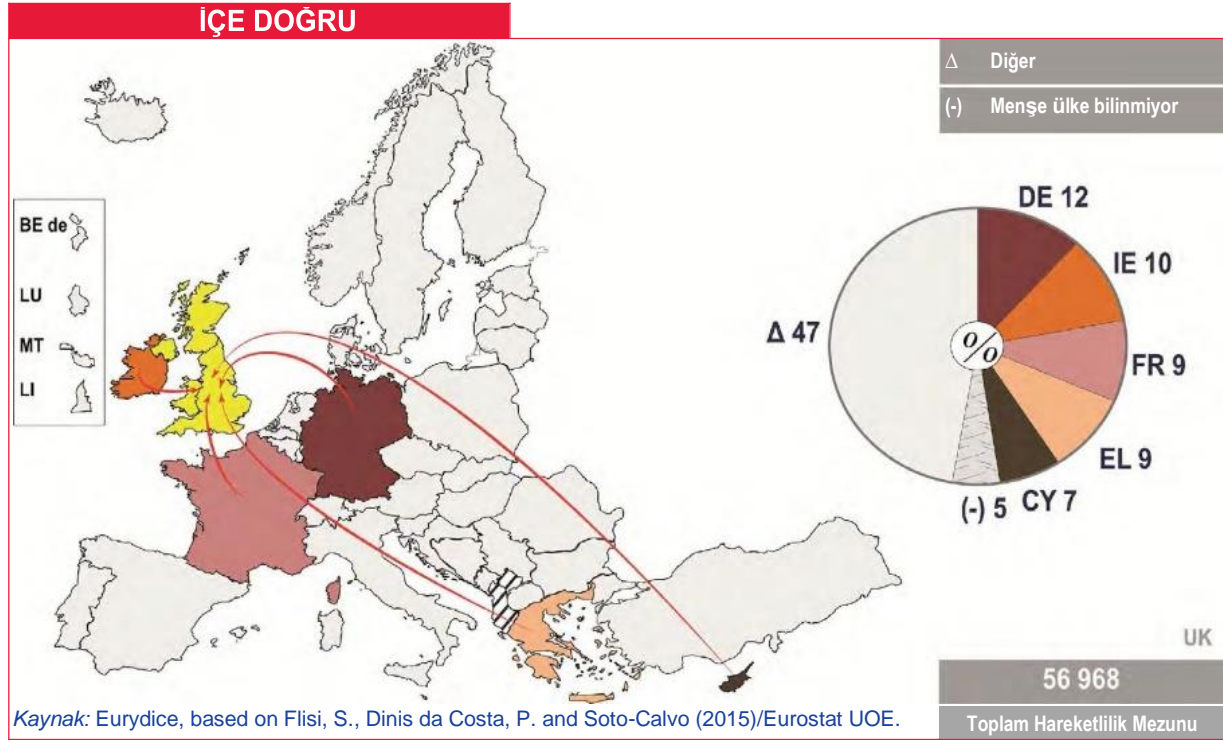 İÇE DOĞRU
Δ Diğer
(-) Menşe ülke bilinmiyor
BE de
LU
MT
LI
DE 12
IE 10
FR 9
EL 9
CY 7
(-) 5
Δ 47
%
UK
56 968
Toplam Hareketlilik Mezunu
Kaynak: Eurydice, based on Flisi, S., Dinis da Costa, P. and Soto-Calvo (2015)/Eurostat UOE.